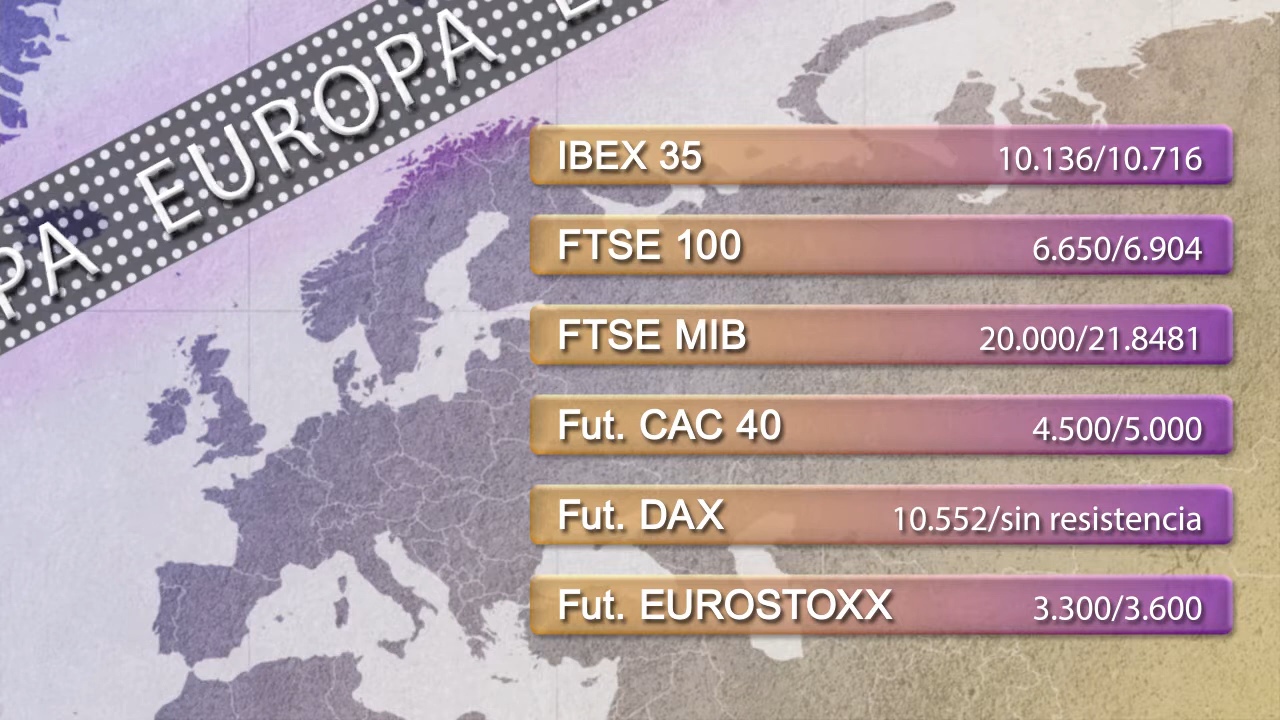 PA EUROPA E
IBEX 35 10.136/10.716
FTSE 100 6.650/6.904
FTSE MIB 20.000/21.8481
Fut. CAC 40 4.500/5.000
Fut. DAX 10.552/sin resistencia
Fut. EUROSTOXX 3.300/3.600